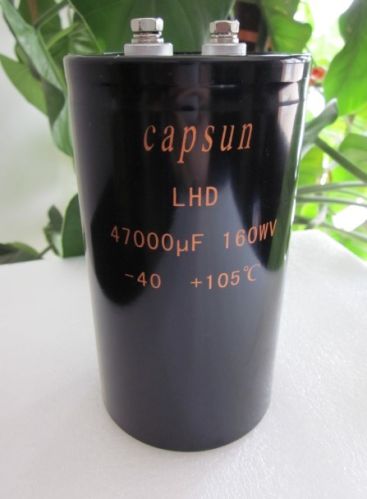 capsun
LHD
47000µF 160WV
-40 +105℃